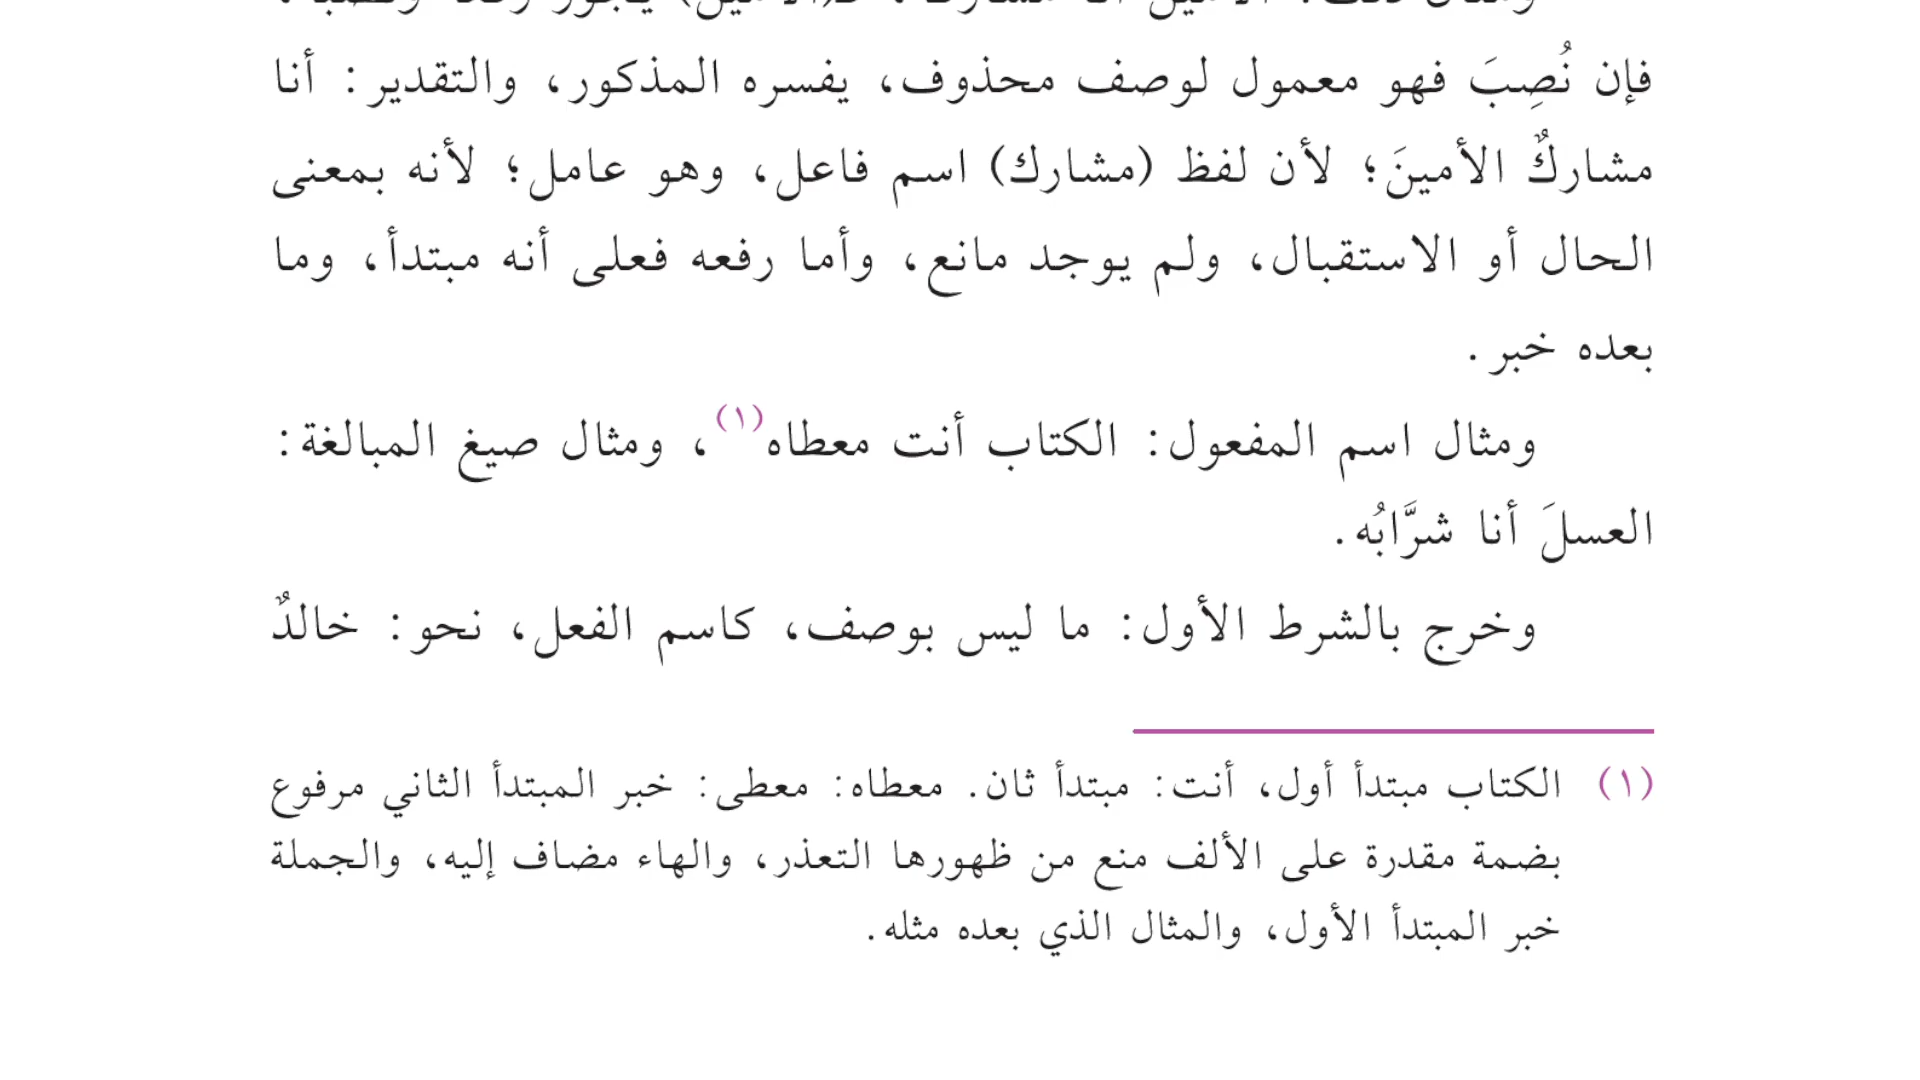 فإن نُصِبَ فهو معمول لوصف محذوف، يفسره المذكور، والتقدير: أنا
مشاركٌ الأمينَ؛ لأن لفظ (مشارك) اسم فاعل، وهو عامل؛ لأنه بمعنى
الحال أو الاستقبال، ولم يوجد مانع، وأما رفعه فعلى أنه مبتدأ، وما
بعده خبر.
ومثال اسم المفعول: الكتاب أنت معطاه(١)، ومثال صيغ المبالغة:
العسلَ أنا شرَّابُه.
وخرج بالشرط الأول: ما ليس بوصف، كاسم الفعل، نحو: خالدٌ
(١) الكتاب مبتدأ أول، أنت: مبتدأ ثان. معطاه: معطى: خبر المبتدأ الثاني مرفوع
بضمة مقدرة على الألف منع من ظهورها التعذر، والهاء مضاف إليه، والجملة
خبر المبتدأ الأول، والمثال الذي بعده مثله.